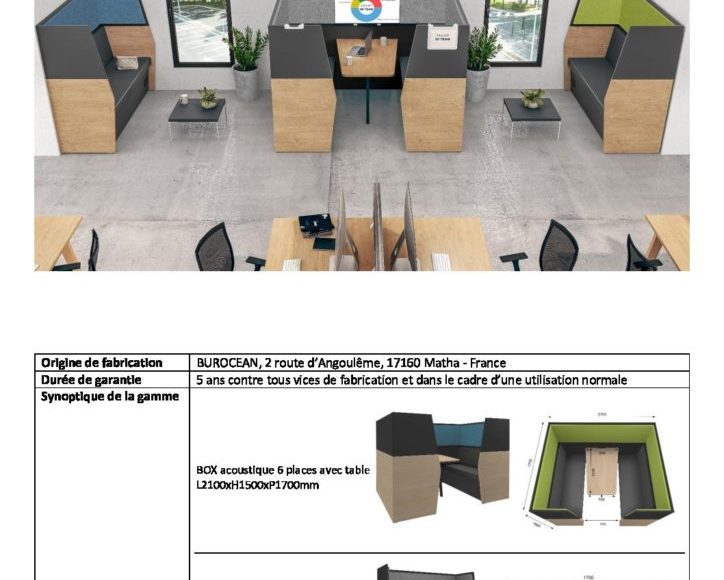 Origine de fabrication
BUROCEAN, 2 route d'Angoulême, 17160 Matha - France
Durée de garantie
5 ans contre tous vices de fabrication et dans le cadre d'une utilisation normale
Synoptique de la gamme
BOX acoustique 6 places avec table
L2100xH1500xP1700mm